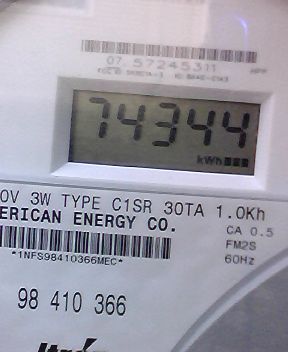 07 57245311
74344
kWh
0V 3W TYPE C1SR 30TA 1.0Kh
ERICAN ENERGY CO.
CA 0.5
FM2S
*1NFS98410366MEC*
60Hz
98 410 366
Itron